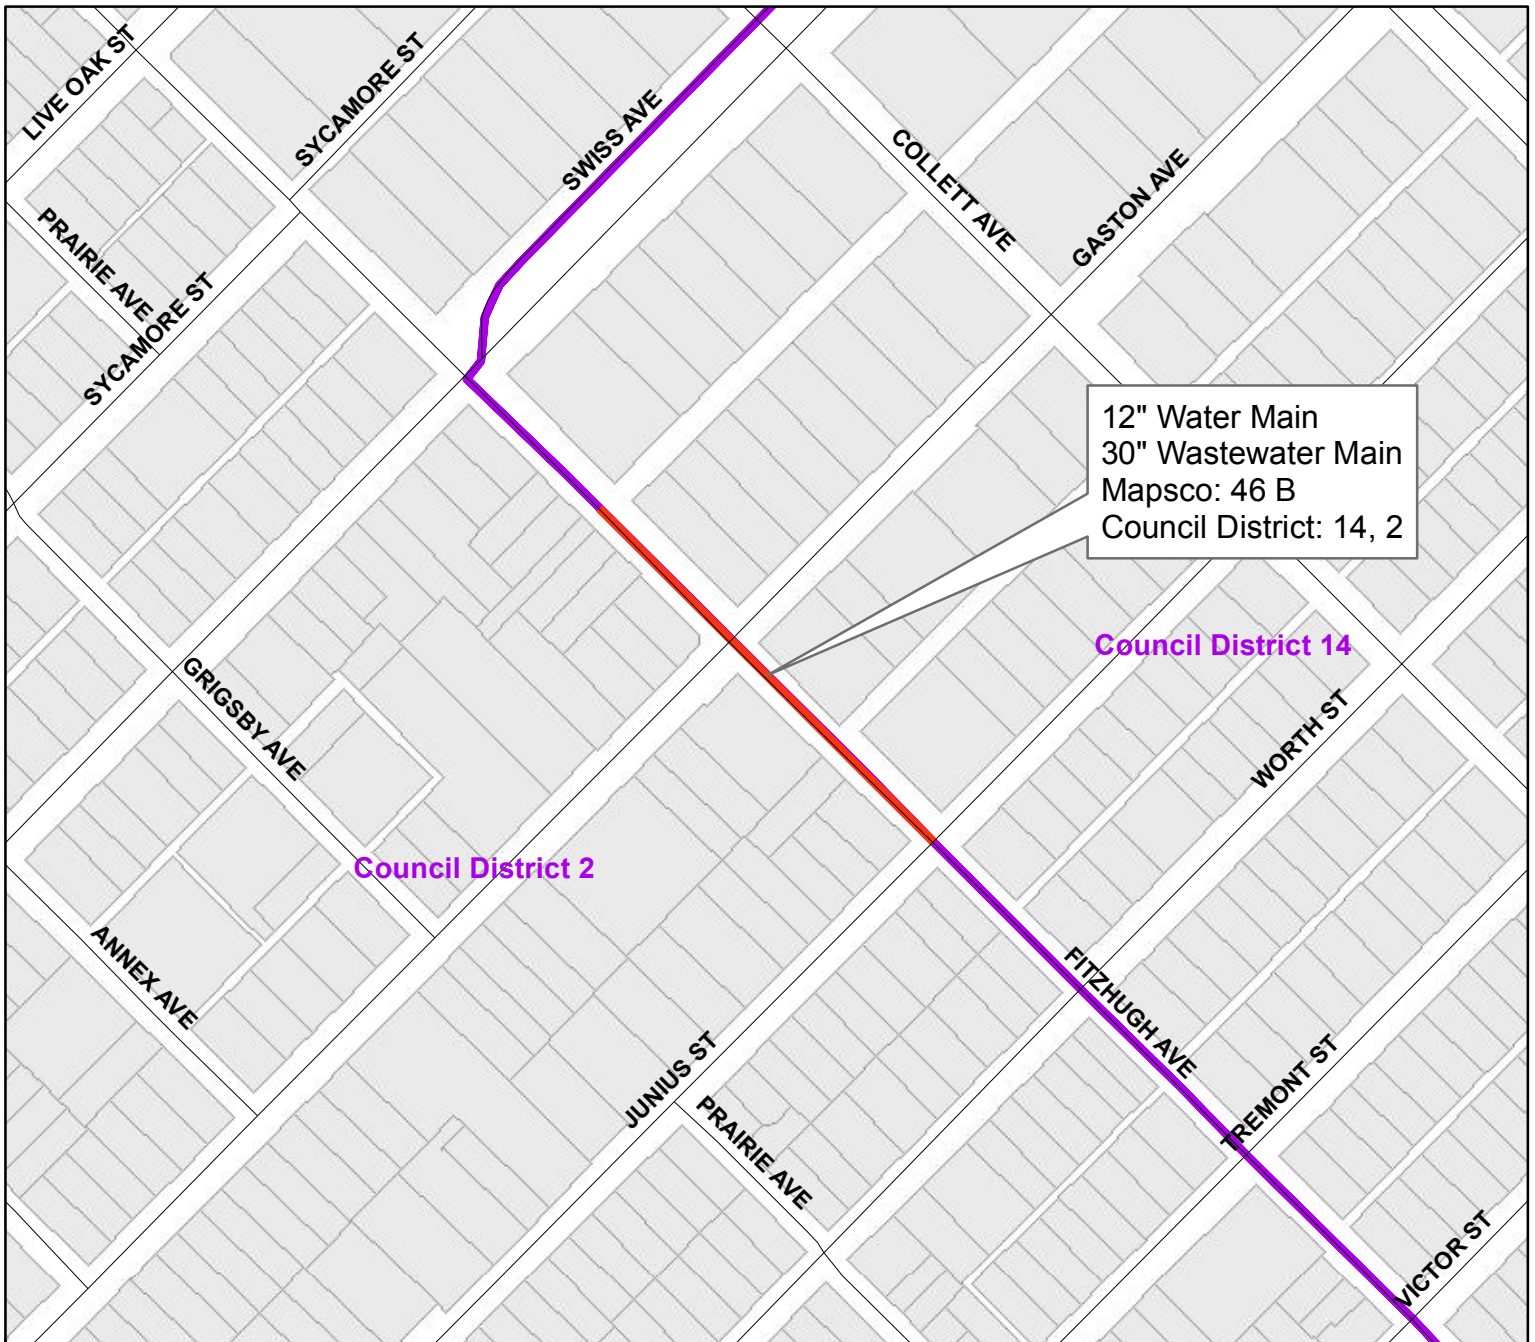 LIVE OAK ST
SYCAMORE ST
SWISS AVE
COLLETT AVE
GASTON AVE
PRAIRIE AVE
SYCAMORE ST
12" Water Main
30" Wastewater Main
Mapsco: 46 B
Council District: 14, 2
Council District 14
GRIGSBY AVE
WORTH ST
Council District 2
ANNEX AVE
FITZHUGH AVE
JUNIUS ST
TREMONT ST
PRAIRIE AVE
VICTOR ST